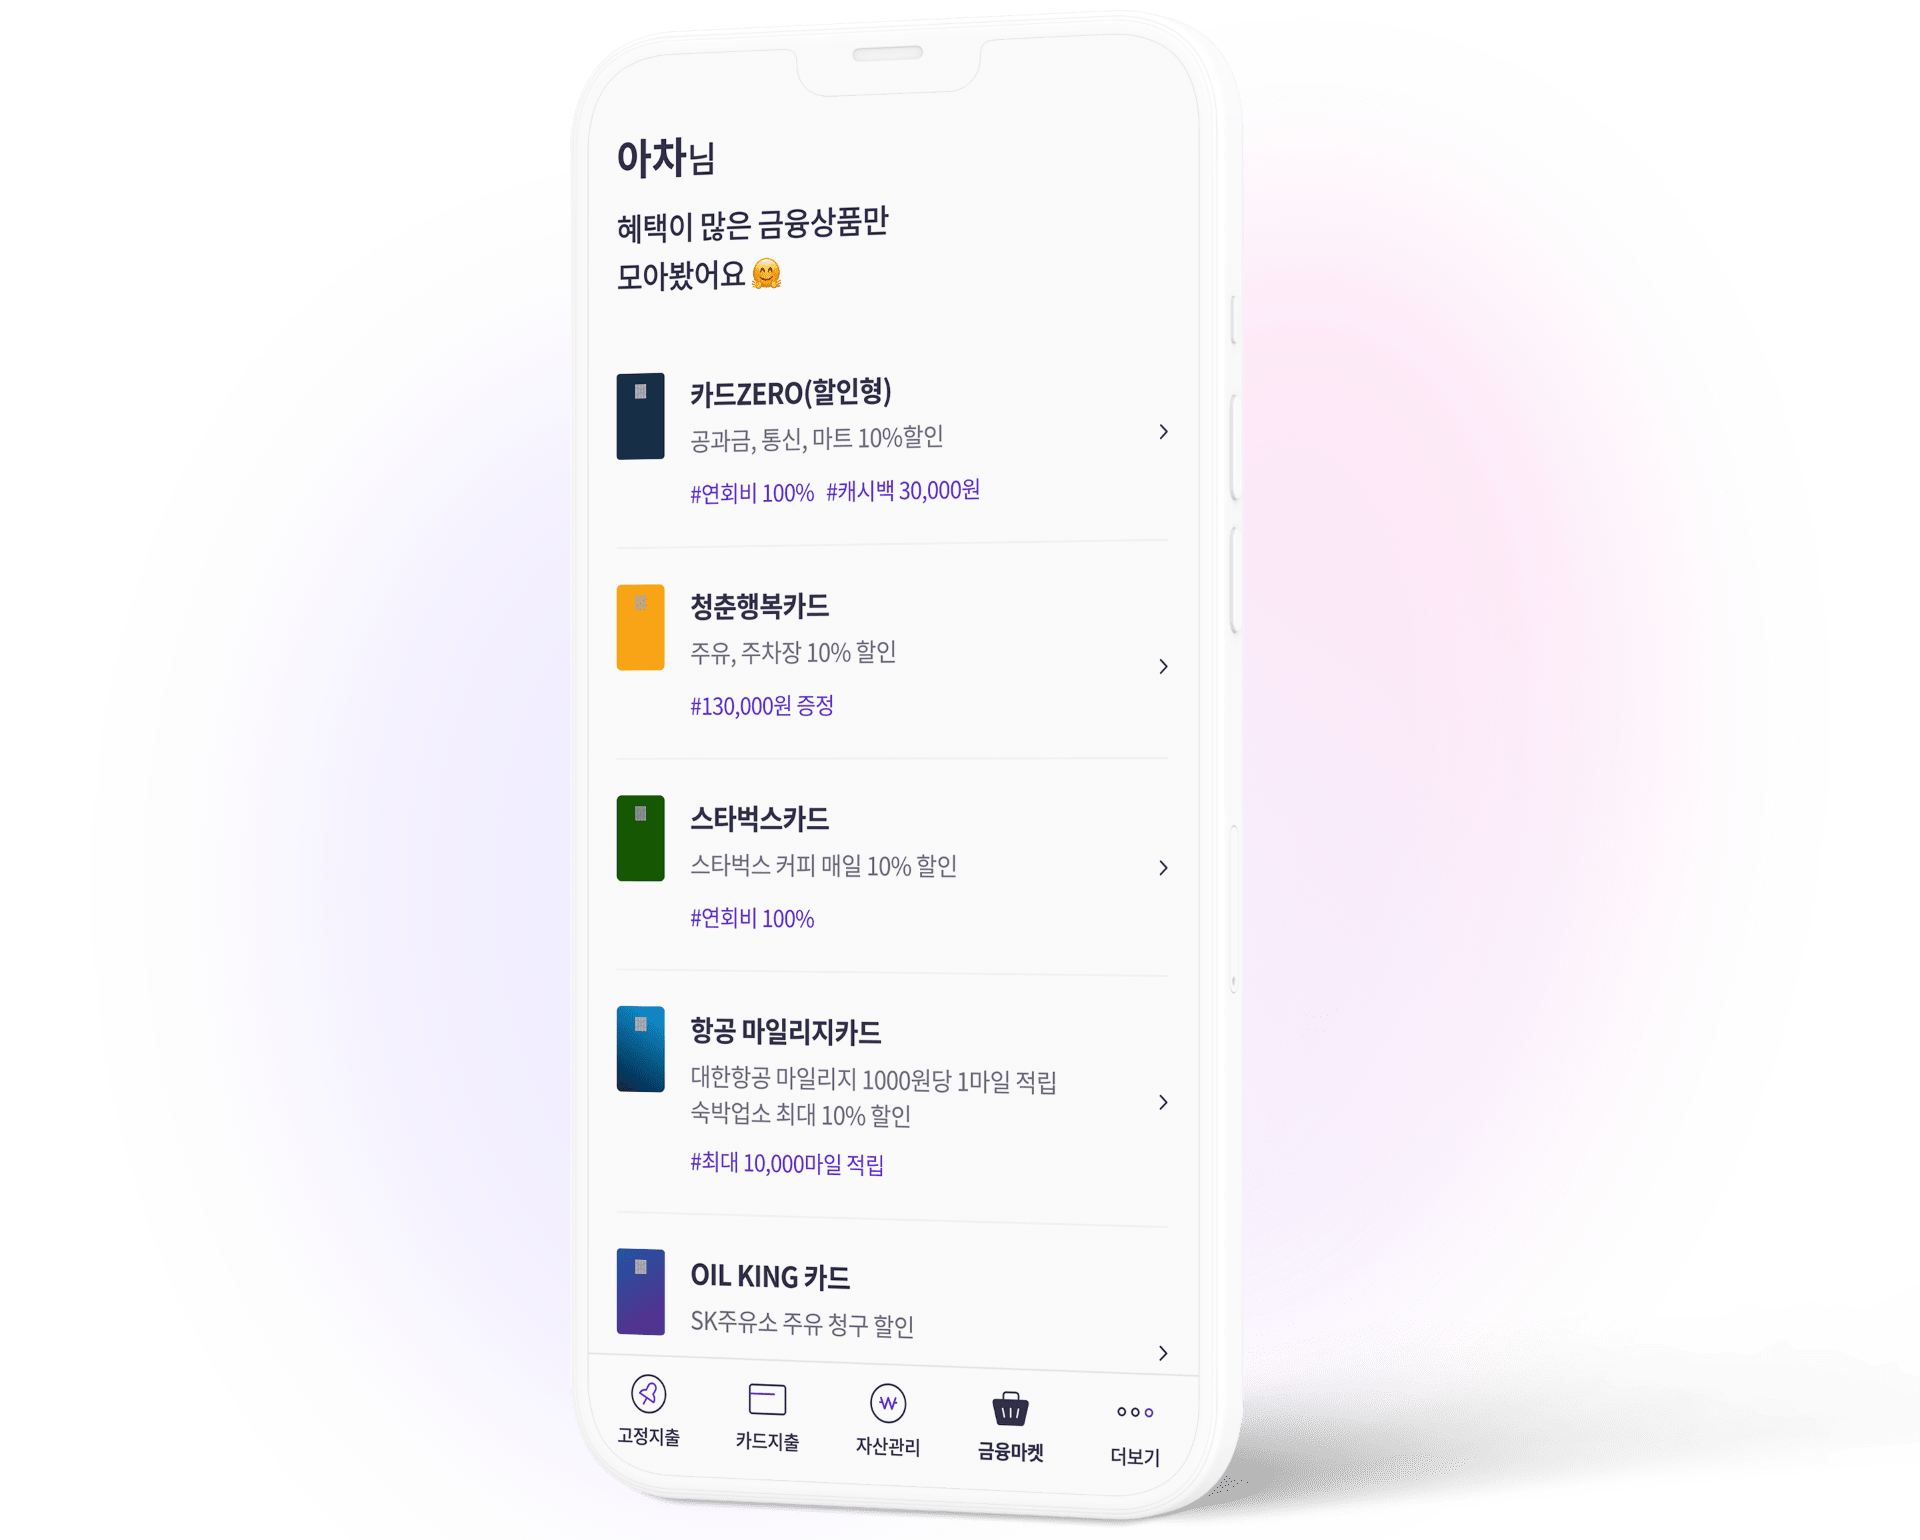 아차님
혜택이 많은 금융상품만
모아봤어요 🤗
카드ZERO(할인형)
공과금, 통신, 마트 10%할인
#연회비 100% #캐시백 30,000원
청춘행복카드
주유, 주차장 10% 할인
#130,000원 증정
스타벅스카드
스타벅스 커피 매일 10% 할인
#연회비 100%
항공 마일리지카드
대한항공 마일리지 1000원당 1마일 적립
숙박업소 최대 10% 할인
#최대 10,000마일 적립
OIL KING 카드
SK주유소 주유 청구 할인
고정지출 카드지출 자산관리 금융마켓 더보기